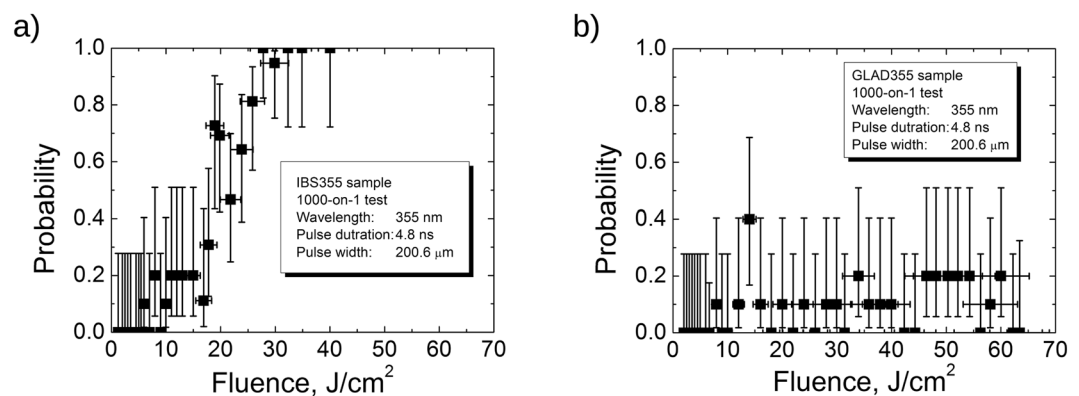 a)
Probability
1.0
0.8
0.6
0.4
0.2
0.0
IBS355 sample
1000-on-1 test
Wavelength: 355 nm
Pulse dutration: 4.8 ns
Pulse width: 200.6 μm
0 10 20 30 40 50 60 70
Fluence, J/cm²
b)
Probability
1.0
0.8
0.6
0.4
0.2
0.0
GLAD355 sample
1000-on-1 test
Wavelength: 355 nm
Pulse dutration: 4.8 ns
Pulse width: 200.6 μm
0 10 20 30 40 50 60 70
Fluence, J/cm²